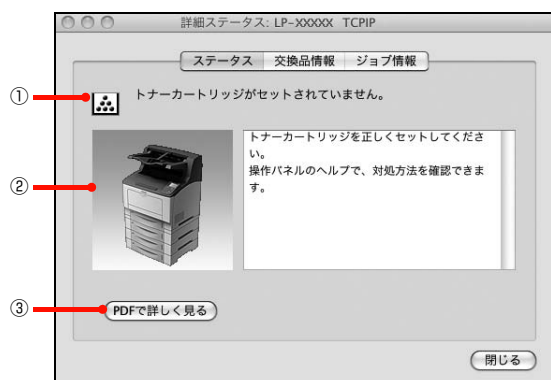 詳細ステータス: LP-XXXXX TCPIP
ステータス 交換品情報 ジョブ情報
① トナーカートリッジがセットされていません。
② トナーカートリッジを正しくセットしてくださ
い。
操作パネルのヘルプで、対処方法を確認できま
す。
③ PDFで詳しく見る
閉じる